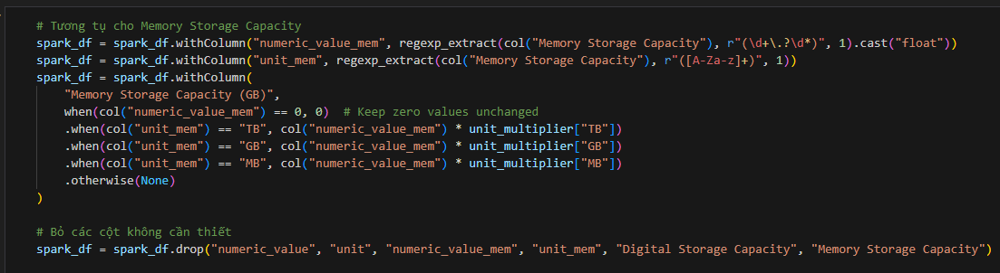 # Tương tụ cho Memory Storage Capacity
spark_df = spark_df.withColumn("numeric_value_mem", regexp_extract(col("Memory Storage Capacity"), r"(\d+\.?\d*)", 1).cast("float"))
spark_df = spark_df.withColumn("unit_mem", regexp_extract(col("Memory Storage Capacity"), r"([A-Za-z]+)", 1))
spark_df = spark_df.withColumn(
    "Memory Storage Capacity (GB)",
    when(col("numeric_value_mem") == 0, 0)  # Keep zero values unchanged
    .when(col("unit_mem") == "TB", col("numeric_value_mem") * unit_multiplier["TB"])
    .when(col("unit_mem") == "GB", col("numeric_value_mem") * unit_multiplier["GB"])
    .when(col("unit_mem") == "MB", col("numeric_value_mem") * unit_multiplier["MB"])
    .otherwise(None)
)
# Bỏ các cột không cần thiết
spark_df = spark_df.drop("numeric_value", "unit", "numeric_value_mem", "unit_mem", "Digital Storage Capacity", "Memory Storage Capacity")